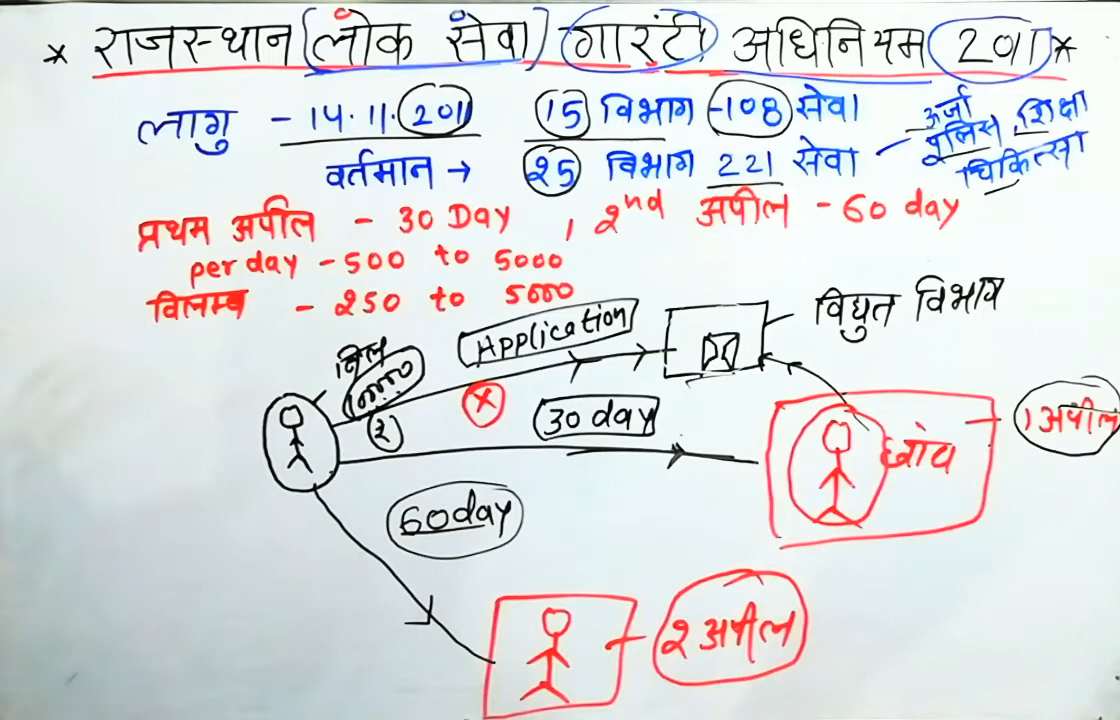 * राजस्थान (लोक सेवा) गारंटी अधिनियम 2011 *
लागु - 14.11.2011 15 विभाग - 108 सेवा
वर्तमान → 25 विभाग 221 सेवा - ऊर्जा
पुलिस, शिक्षा
चिकित्सा
प्रथम अपील - 30 Day , 2nd अपील - 60 day
per day - 500 to 5000
विलम्ब - 250 to 5000
बिल
Application
विद्युत विभाग
30 day
जांच
1 अपील
60 day
2 अपील